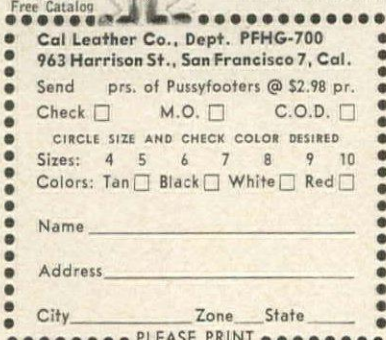 Free Catalog
Cal Leather Co., Dept. PFHG-700
963 Harrison St., San Francisco 7, Cal.
Send prs. of Pussyfooters @ $2.98 pr.
Check □ M.O. □ C.O.D. □
CIRCLE SIZE AND CHECK COLOR DESIRED
Sizes: 4 5 6 7 8 9 10
Colors: Tan □ Black □ White □ Red □
Name
Address
City Zone State
PLEASE PRINT